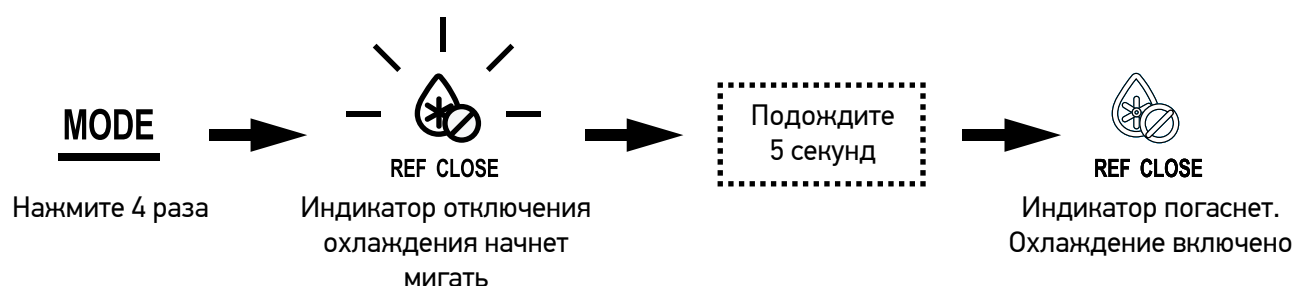 MODE
Нажмите 4 раза
REF CLOSE
Индикатор отключения
охлаждения начнет
мигать
Подождите
5 секунд
REF CLOSE
Индикатор погаснет.
Охлаждение включено